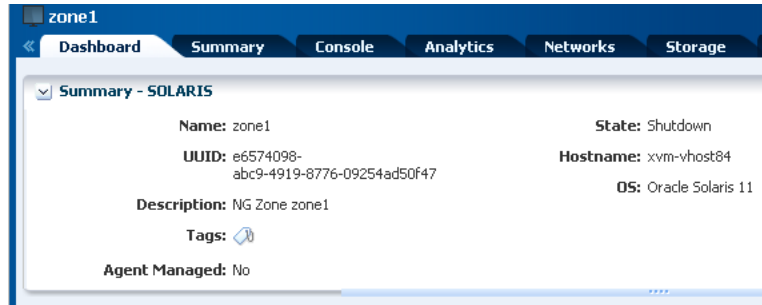 zone1
Dashboard Summary Console Analytics Networks Storage
Summary - SOLARIS
Name: zone1 State: Shutdown
UUID: e6574098- Hostname: xvm-vhost84
abc9-4919-8776-09254ad50f47
OS: Oracle Solaris 11
Description: NG Zone zone1
Tags:
Agent Managed: No